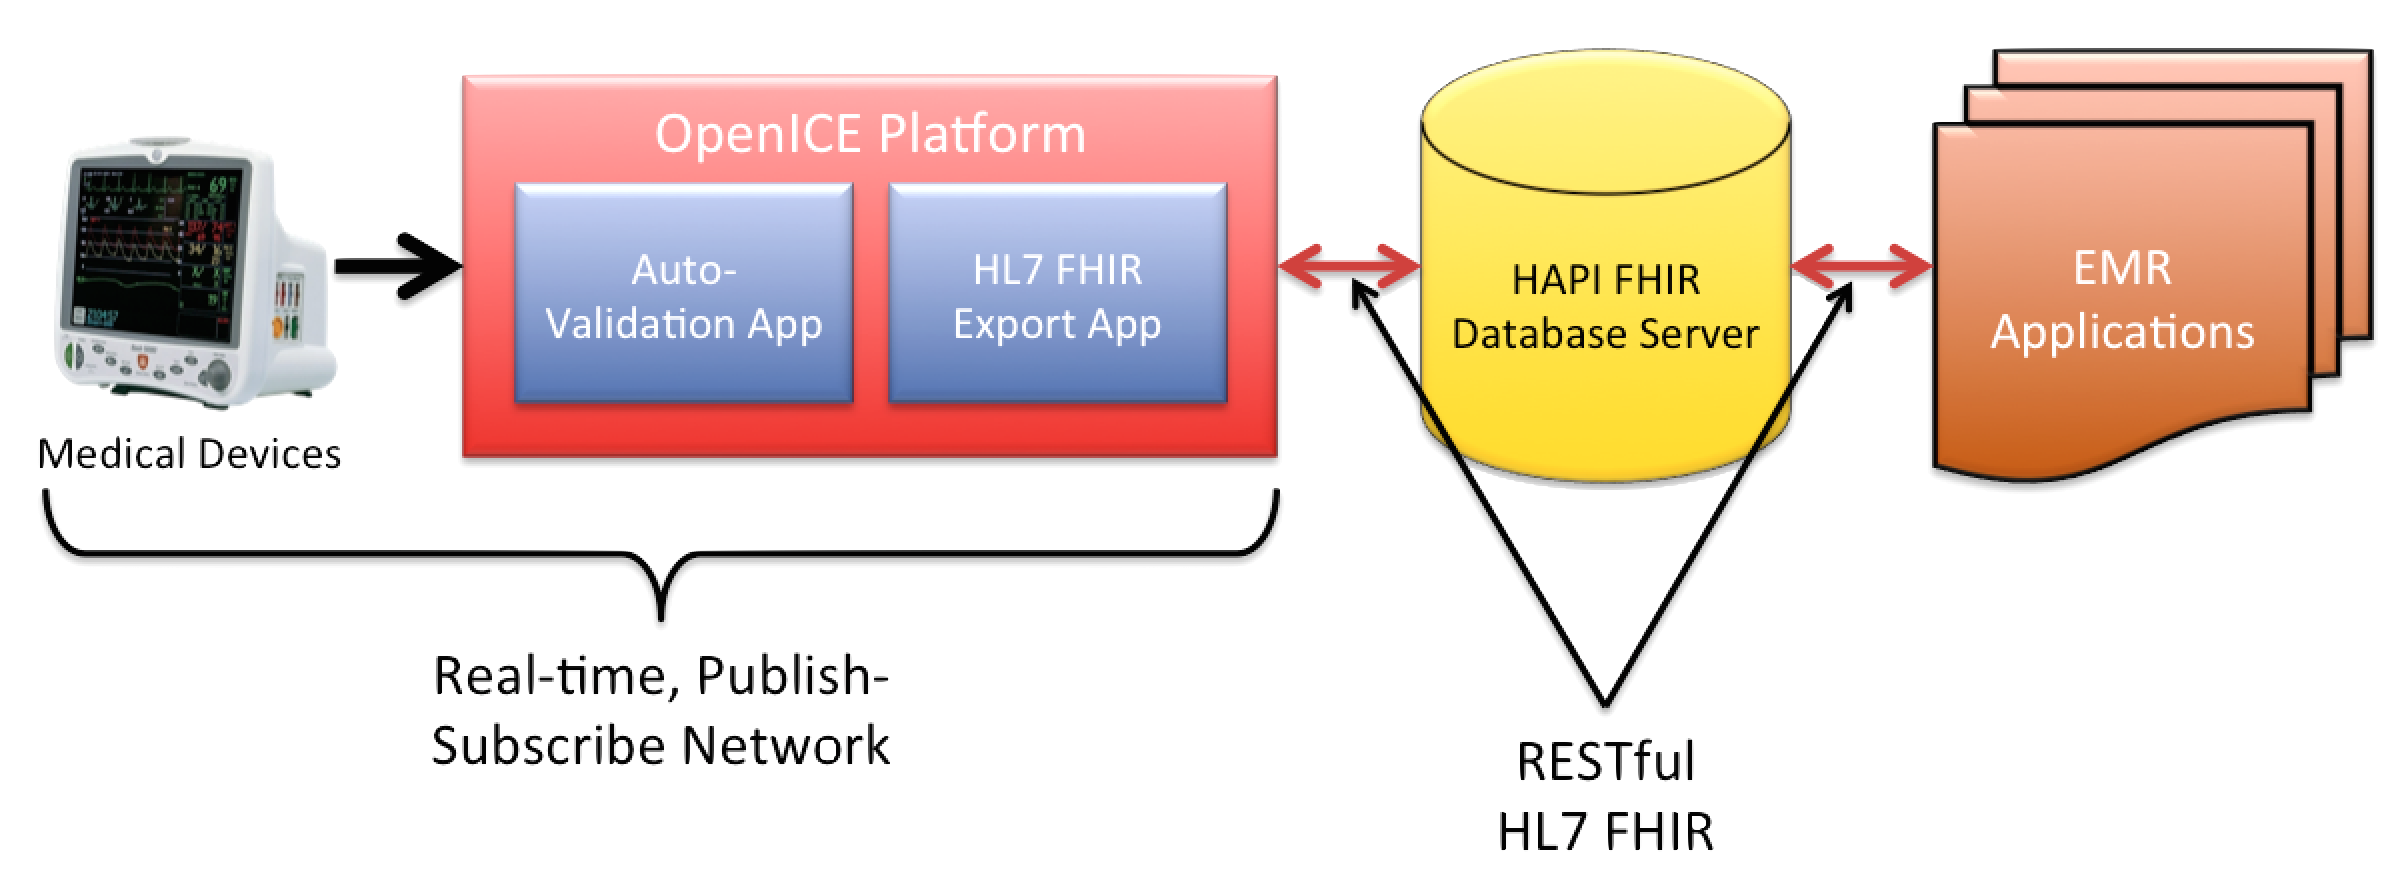 OpenICE Platform
Auto-
Validation App
HL7 FHIR
Export App
HAPI FHIR
Database Server
EMR
Applications
Medical Devices
Real-time, Publish-
Subscribe Network
RESTful
HL7 FHIR
69